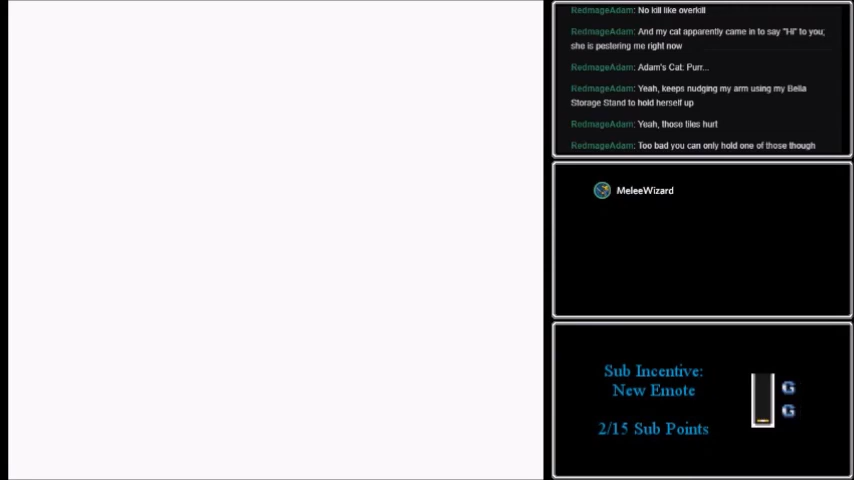 RedmageAdam: No kill like overkill
RedmageAdam: And my cat apparently came in to say "Hi" to you;
she is pestering me right now
RedmageAdam: Adam's Cat: Purr...
RedmageAdam: Yeah, keeps nudging my arm using my Bella
Storage Stand to hold herself up
RedmageAdam: Yeah, those tiles hurt
RedmageAdam: Too bad you can only hold one of those though
MeleeWizard
Sub Incentive:
New Emote
2/15 Sub Points
G
G